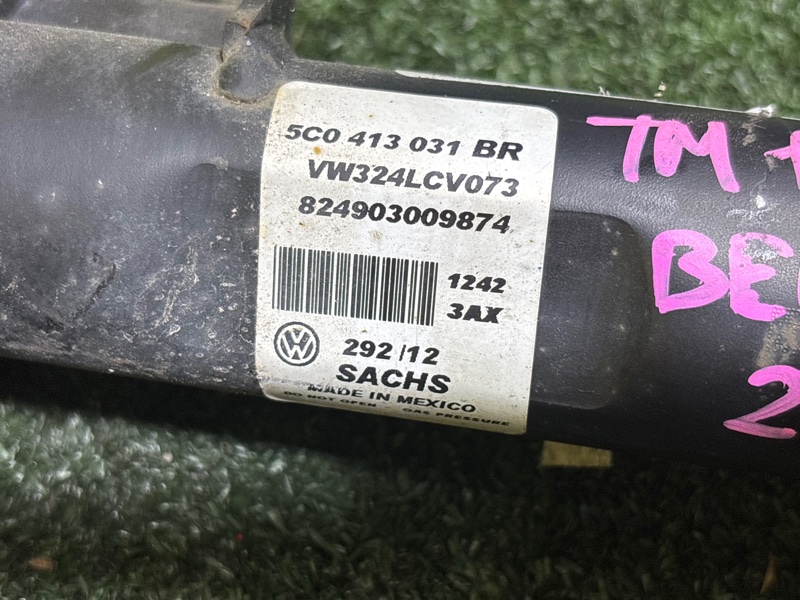 5C0 413 031 BR
VW324LCV073
824903009874
1242
3AX
VW
292/12
SACHS
MADE IN MEXICO
DO NOT OPEN - GAS PRESSURE
TM
BE
2